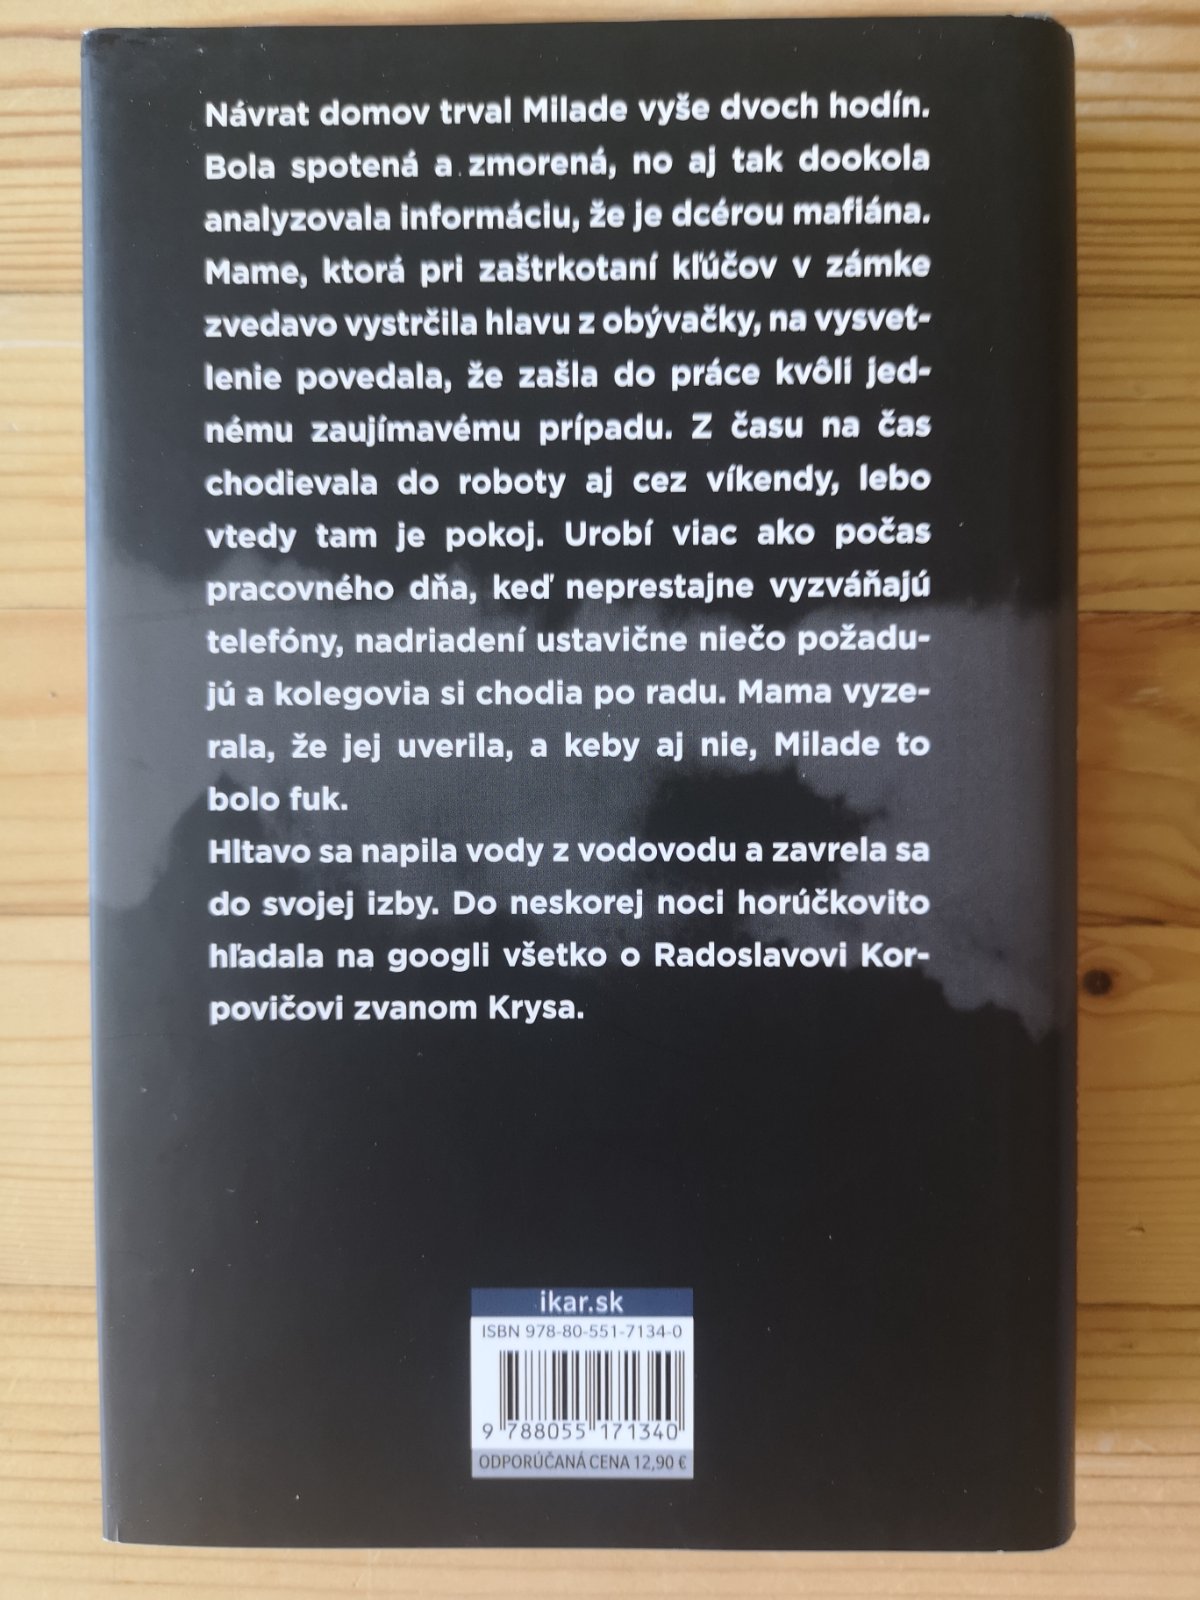 Návrat domov trval Milade vyše dvoch hodín.
Bola spotená a zmorená, no aj tak dookola
analyzovala informáciu, že je dcérou mafiána.
Mame, ktorá pri zaštrkotaní kľúčov v zámke
zvedavo vystrčila hlavu z obývačky, na vysvet-
lenie povedala, že zašla do práce kvôli jed-
nému zaujímavému prípadu. Z času na čas
chodievala do roboty aj cez víkendy, lebo
vtedy tam je pokoj. Urobí viac ako počas
pracovného dňa, keď neprestajne vyzváňajú
telefóny, nadriadení ustavične niečo požadu-
jú a kolegovia si chodia po radu. Mama vyze-
rala, že jej uverila, a keby aj nie, Milade to
bolo fuk.
Hltavo sa napila vody z vodovodu a zavrela sa
do svojej izby. Do neskorej noci horúčkovito
hľadala na googli všetko o Radoslavovi Kor-
povičovi zvanom Krysa.
ikar.sk
ISBN 978-80-551-7134-0
9 788055 171340
ODPORÚČANÁ CENA 12,90 €